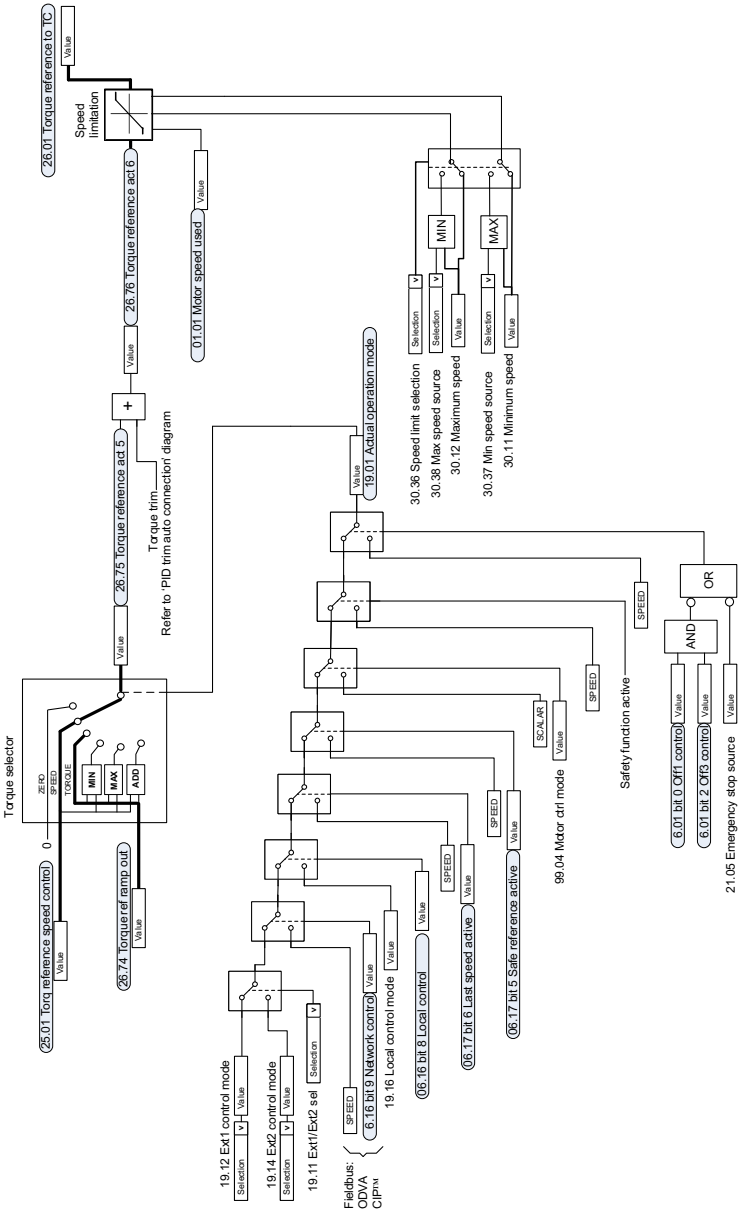 Torque selector
25.01 Torq reference speed control
Value
0
ZERO
SPEED
TORQUE
MIN
MAX
ADD
26.74 Torque ref ramp out
Value
Value
26.75 Torque reference act 5
+
Torque trim
Refer to 'PID trim auto connection' diagram
Value
26.76 Torque reference act 6
Speed
limitation
26.01 Torque reference to TC
Value
01.01 Motor speed used
Value
19.12 Ext1 control mode
Selection v Value
19.14 Ext2 control mode
Selection v Value
19.11 Ext1/Ext2 sel
Selection v
Fieldbus:
ODVA
CIP™
SPEED
6.16 bit 9 Network control
Value
19.16 Local control mode
Value
06.16 bit 8 Local control
Value
SPEED
06.17 bit 6 Last speed active
Value
SPEED
06.17 bit 5 Safe reference active
Value
SCALAR
99.04 Motor ctrl mode
Value
SPEED
Safety function active
SPEED
6.01 bit 0 Off1 control
Value
6.01 bit 2 Off3 control
Value
AND
OR
21.05 Emergency stop source
Value
Value
19.01 Actual operation mode
30.36 Speed limit selection
Selection v
30.38 Max speed source
Selection v
MIN
30.12 Maximum speed
Value
30.37 Min speed source
Selection v
MAX
30.11 Minimum speed
Value